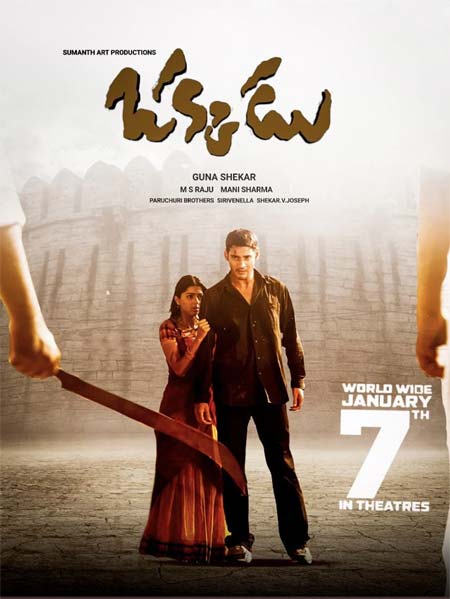 SUMANTH ART PRODUCTIONS
ఒక్కడు
GUNA SHEKAR
M S RAJU MANI SHARMA
PARUCHURI BROTHERS SIRIVENELLA SHEKAR.V.JOSEPH
WORLD WIDE
JANUARY
7TH
IN THEATRES